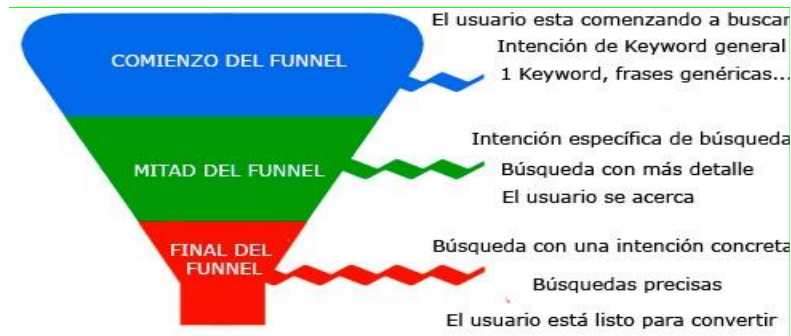 El usuario esta comenzando a buscar
Intención de Keyword general
COMIENZO DEL FUNNEL
1 Keyword, frases genéricas...
Intención específica de búsqueda
MITAD DEL FUNNEL
Búsqueda con más detalle
El usuario se acerca
FINAL DEL
FUNNEL
Búsqueda con una intención concreta
Búsquedas precisas
El usuario está listo para convertir